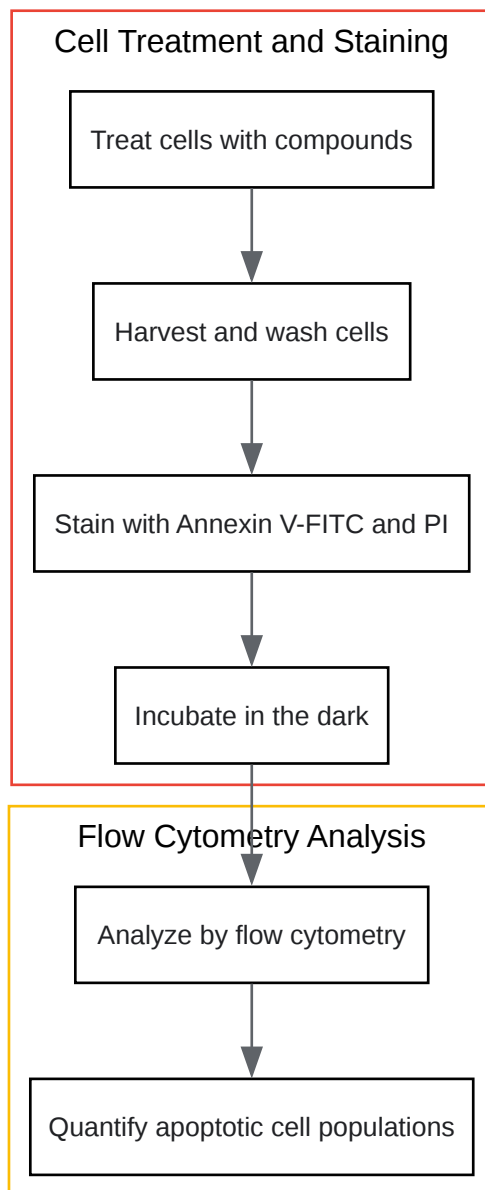 Cell Treatment and Staining
Treat cells with compounds
Harvest and wash cells
Stain with Annexin V-FITC and PI
Incubate in the dark
Flow Cytometry Analysis
Analyze by flow cytometry
Quantify apoptotic cell populations